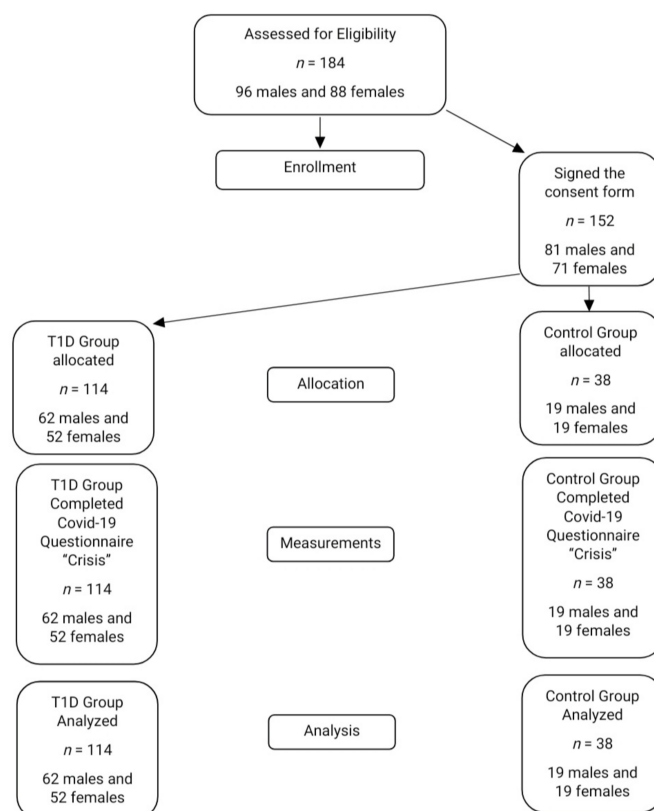 Assessed for Eligibility
n = 184
96 males and 88 females
Enrollment
Signed the
consent form
n = 152
81 males and
71 females
T1D Group
allocated
n = 114
62 males and
52 females
Allocation
Control Group
allocated
n = 38
19 males and
19 females
T1D Group
Completed
Covid-19
Questionnaire
“Crisis”
n = 114
62 males and
52 females
Measurements
Control Group
Completed
Covid-19
Questionnaire
“Crisis”
n = 38
19 males and
19 females
T1D Group
Analyzed
n = 114
62 males and
52 females
Analysis
Control Group
Analyzed
n = 38
19 males and
19 females